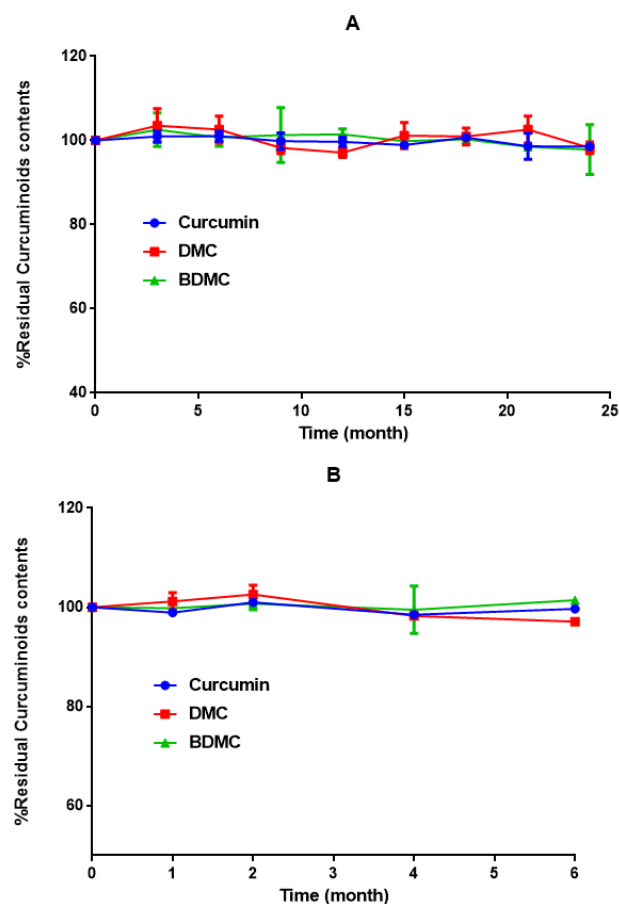 A
%Residual Curcuminoids contents
120
100
80
60
40
Curcumin
DMC
BDMC
0 5 10 15 20 25
Time (month)
B
%Residual Curcuminoids contents
120
100
80
60
Curcumin
DMC
BDMC
0 1 2 3 4 5 6
Time (month)